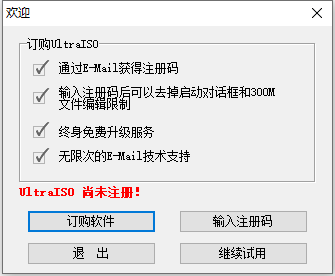 欢迎
订购UltraISO
通过E-Mail获得注册码
输入注册码后可以去掉启动对话框和300M
文件编辑限制
终身免费升级服务
无限次的E-Mail技术支持
UltraISO 尚未注册!
订购软件
输入注册码
退 出
继续试用